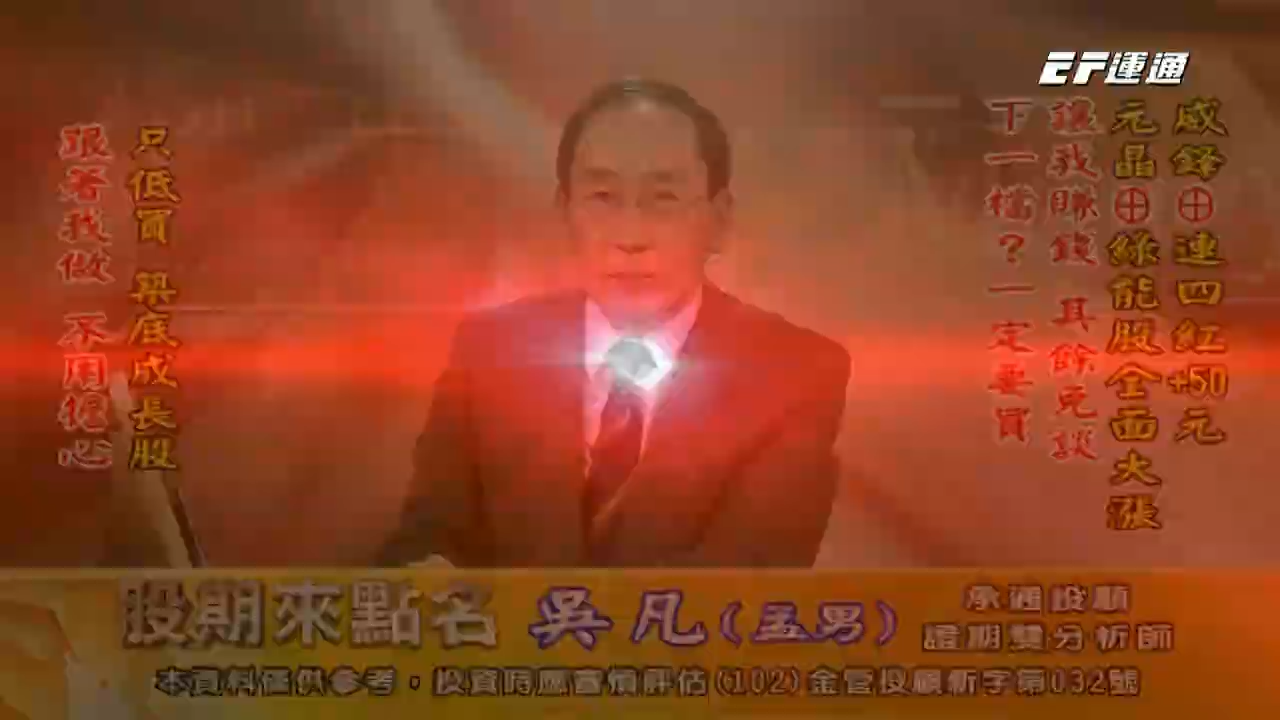 EF運通
威鋒⊕連四紅+50元
元晶⊕綠能股全面大漲
讓我賺錢 其餘免談
下一檔？一定要買
只低買 築底成長股
跟著我做 不用擔心
股期來點名
吳凡(孟男)
承通投顧
證期雙分析師
本資料僅供參考，投資時應審慎評估(102)金管投顧新字第032號